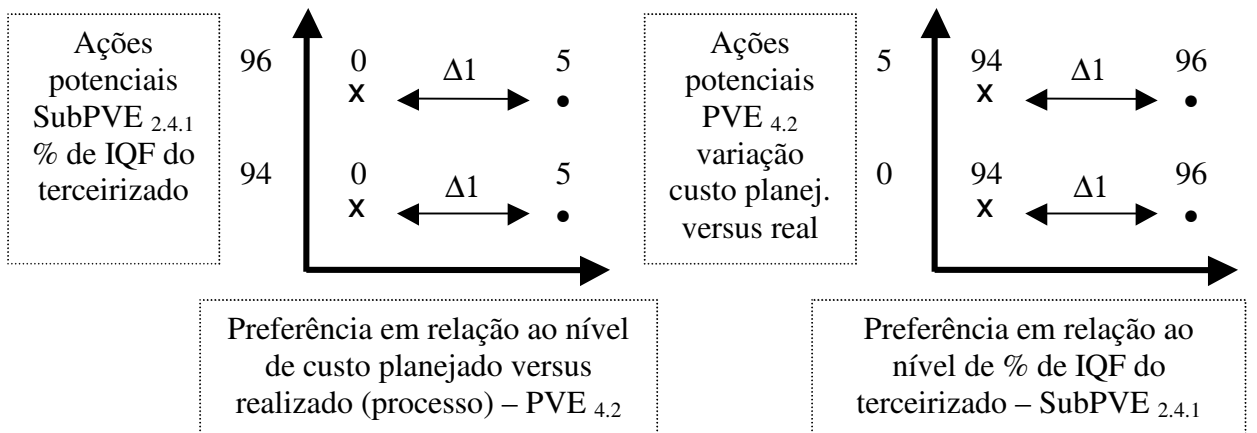 Ações
potenciais
SubPVE 2.4.1
% de IQF do
terceirizado
96 0 Δ1 5
x •
94 0 Δ1 5
x •
Preferência em relação ao nível
de custo planejado versus
realizado (processo) – PVE 4.2
Ações
potenciais
PVE 4.2
variação
custo planej.
versus real
5 94 Δ1 96
x •
0 94 Δ1 96
x •
Preferência em relação ao
nível de % de IQF do
terceirizado – SubPVE 2.4.1